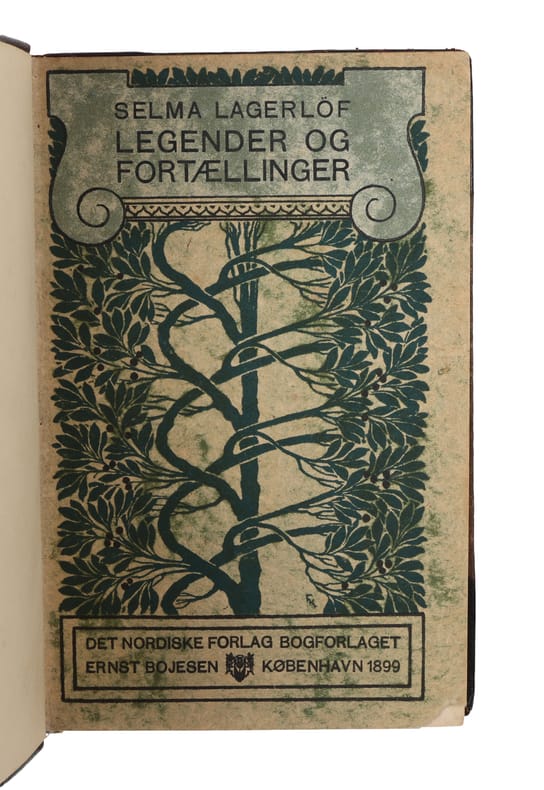 SELMA LAGERLÖF
LEGENDER OG
FORTÆLLINGER
DET NORDISKE FORLAG BOGFORLAGET
ERNST BOJESEN KØBENHAVN 1899